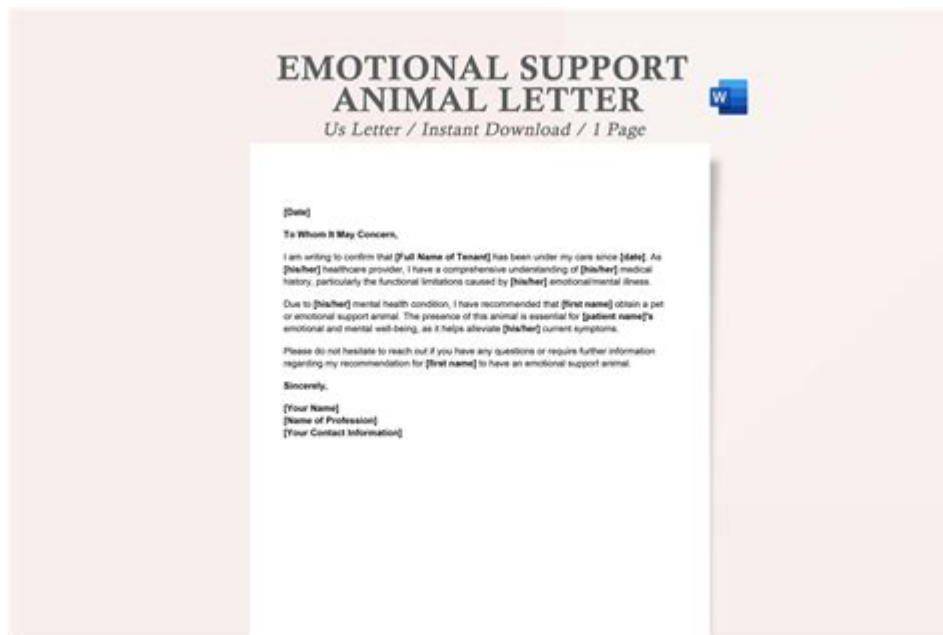 EMOTIONAL SUPPORT
ANIMAL LETTER
Us Letter / Instant Download / 1 Page
W
[Date]
To Whom It May Concern,
I am writing to confirm that [Full Name of Tenant] has been under my care since [date]. As
[his/her] healthcare provider, I have a comprehensive understanding of [his/her] medical
history, particularly the functional limitations caused by [his/her] emotional/mental illness.
Due to [his/her] mental health condition, I have recommended that [first name] obtain a pet
or emotional support animal. The presence of this animal is essential for [patient name]'s
emotional and mental well-being, as it helps alleviate [his/her] current symptoms.
Please do not hesitate to reach out if you have any questions or require further information
regarding my recommendation for [first name] to have an emotional support animal.
Sincerely,
[Your Name]
[Name of Profession]
[Your Contact Information]